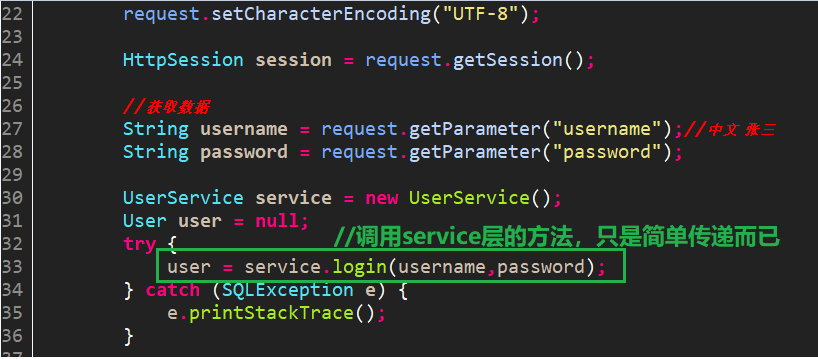 22 request.setCharacterEncoding("UTF-8");
23
24 HttpSession session = request.getSession();
25
26 //获取数据
27 String username = request.getParameter("username");//中文 张三
28 String password = request.getParameter("password");
29
30 UserService service = new UserService();
31 User user = null;
32 try { //调用service层的方法，只是简单传递而已
33 user = service.login(username,password);
34 } catch (SQLException e) {
35 e.printStackTrace();
36 }